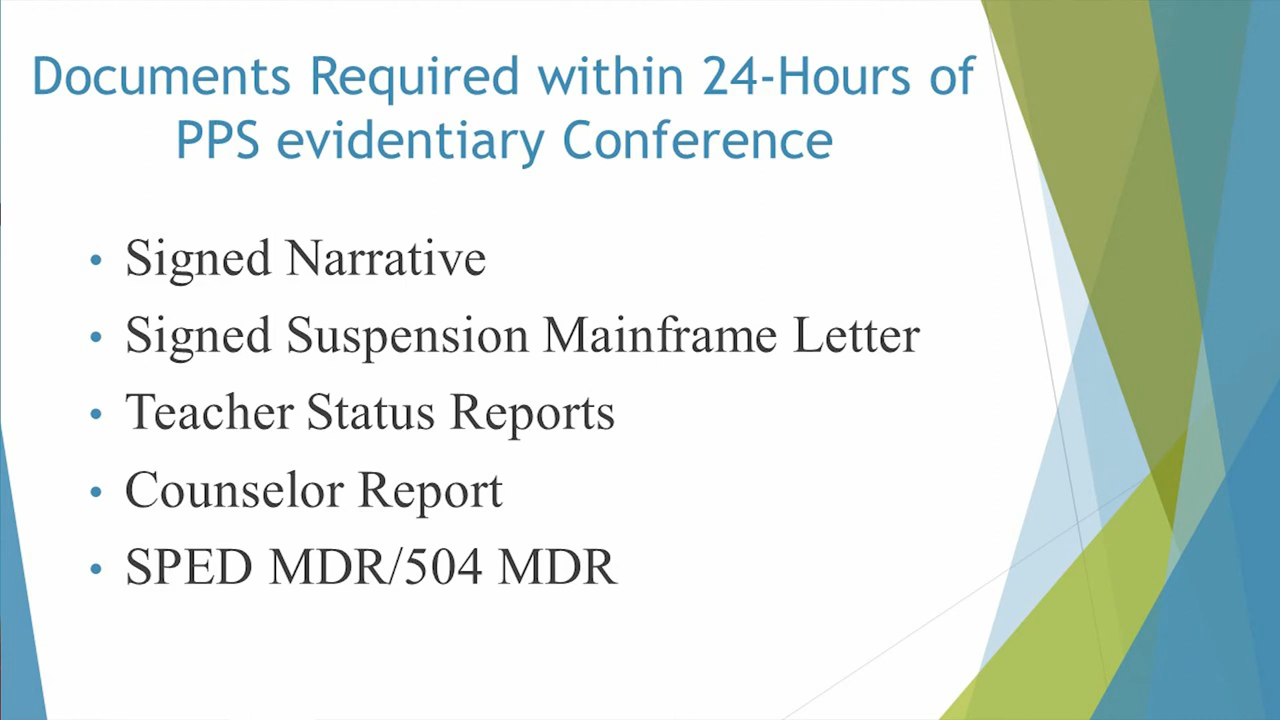 Documents Required within 24-Hours of
PPS evidentiary Conference
• Signed Narrative
• Signed Suspension Mainframe Letter
• Teacher Status Reports
• Counselor Report
• SPED MDR/504 MDR